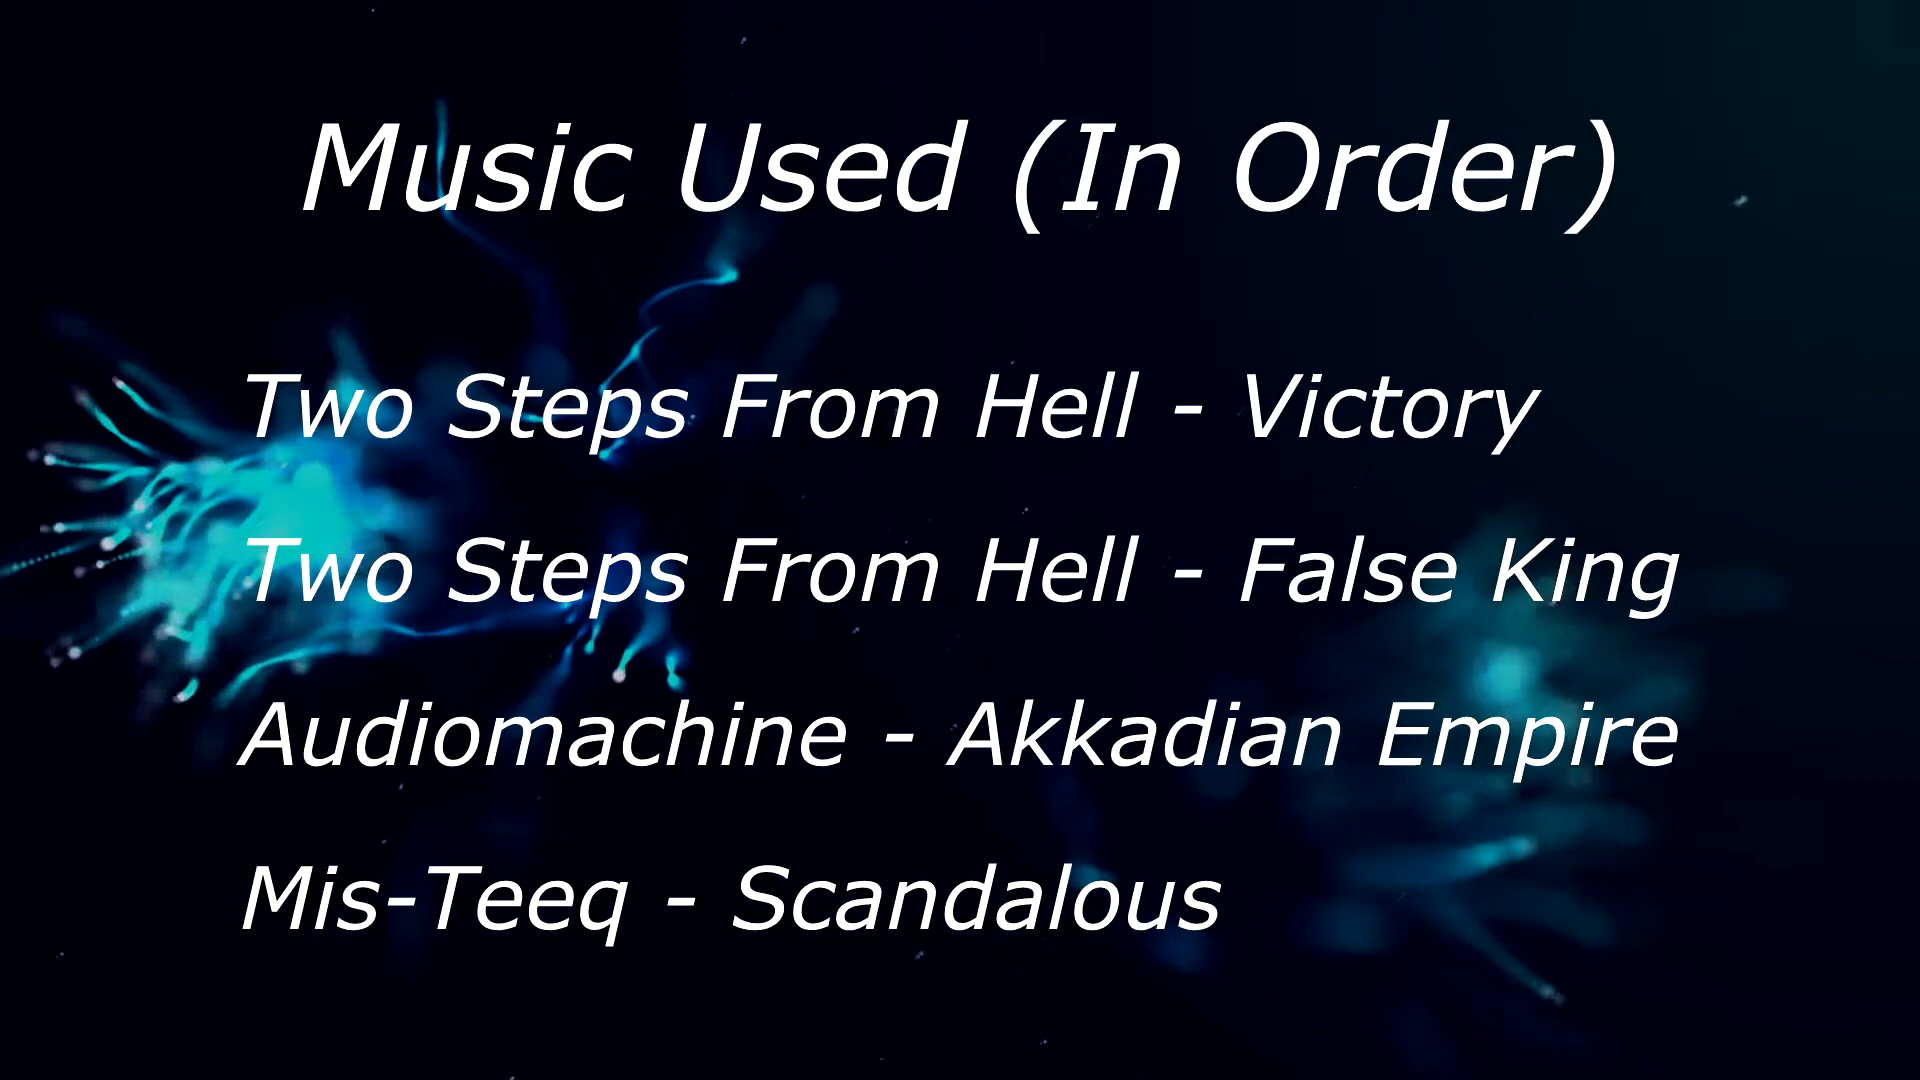 Music Used (In Order)
Two Steps From Hell - Victory
Two Steps From Hell - False King
Audiomachine - Akkadian Empire
Mis-Teeq - Scandalous